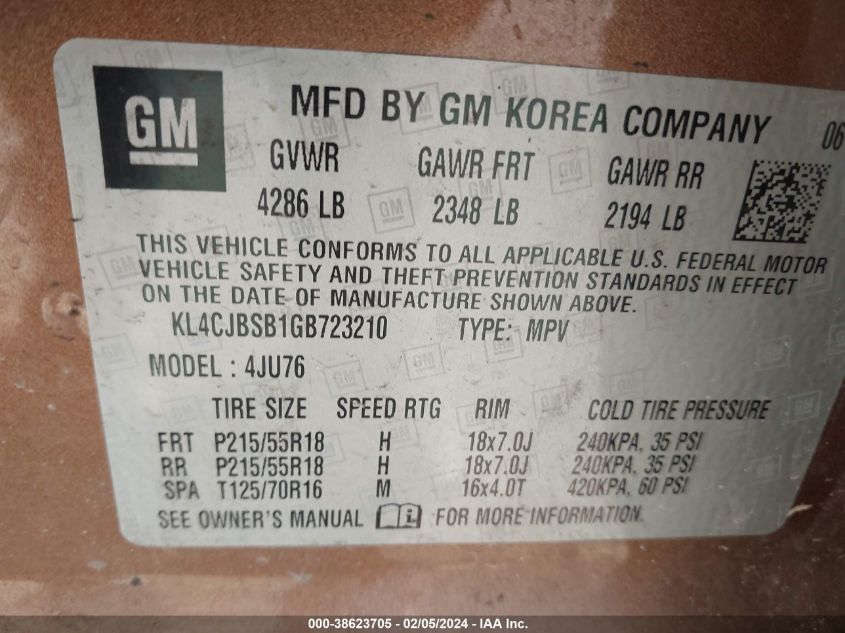 GM
MFD BY GM KOREA COMPANY 06
GVWR GAWR FRT GAWR RR
4286 LB 2348 LB 2194 LB
THIS VEHICLE CONFORMS TO ALL APPLICABLE U.S. FEDERAL MOTOR
VEHICLE SAFETY AND THEFT PREVENTION STANDARDS IN EFFECT
ON THE DATE OF MANUFACTURE SHOWN ABOVE.
KL4CJBSB1GB723210 TYPE: MPV
MODEL : 4JU76
TIRE SIZE SPEED RTG RIM COLD TIRE PRESSURE
FRT P215/55R18 H 18x7.0J 240KPA, 35 PSI
RR P215/55R18 H 18x7.0J 240KPA, 35 PSI
SPA T125/70R16 M 16x4.0T 420KPA, 60 PSI
SEE OWNER'S MANUAL FOR MORE INFORMATION.
000-38623705 - 02/05/2024 - IAA Inc.